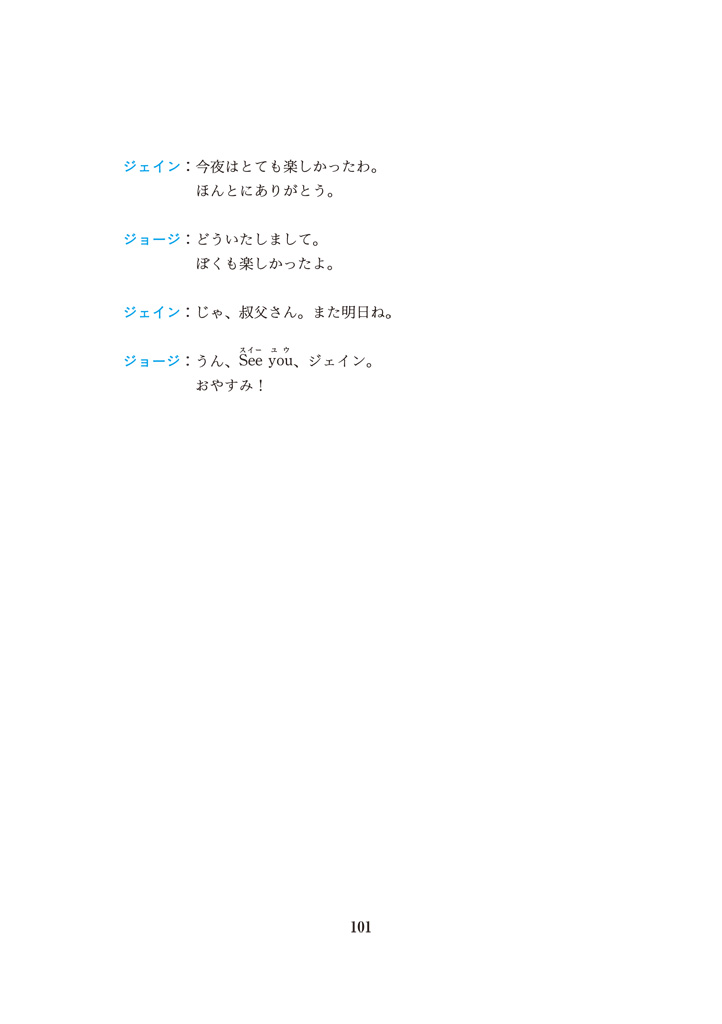 ジェイン：今夜はとても楽しかったわ。
ほんとにありがとう。
ジョージ：どういたしまして。
ぼくも楽しかったよ。
ジェイン：じゃ、叔父さん。また明日ね。
スイー ユウ
ジョージ：うん、See you、ジェイン。
おやすみ！
101